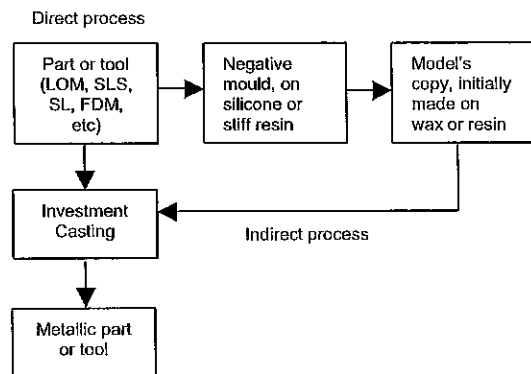 Direct process
Part or tool
(LOM, SLS,
SL, FDM,
etc)
Negative
mould, on
silicone or
stiff resin
Model's
copy, initially
made on
wax or resin
Investment
Casting
Indirect process
Metallic part
or tool